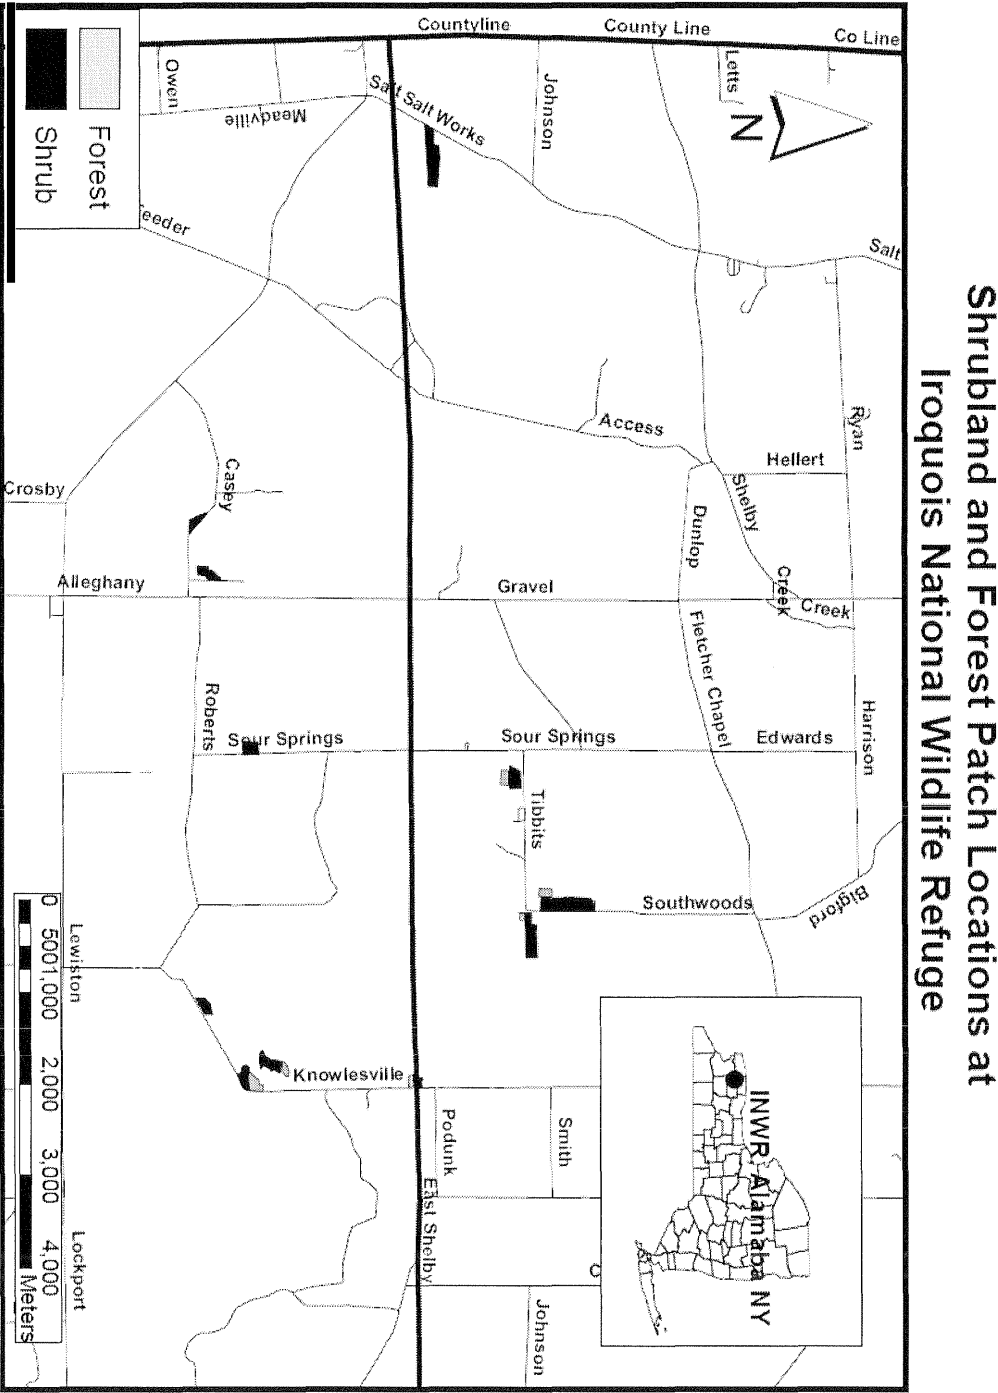 Shrubland and Forest Patch Locations at
Iroquois National Wildlife Refuge
Countyline
County Line
Co Line
Letts
Johnson
Owen
Meadville
Salt Salt Works
N
Salt
eeder
Forest
Shrub
Ryan
Access
Hellert
Casey
Crosby
Shelby
Dunlop
Alleghany
Gravel
Creek
Creek
Fletcher Chapel
Harrison
Roberts
Sour Springs
Sour Springs
Edwards
Tibbits
Southwoods
Bigford
Lewiston
Knowlesville
Podunk
Smith
East Shelby
Lockport
Johnson
INWR Alamaba NY
0 500 1,000 2,000 3,000 4,000
Meters